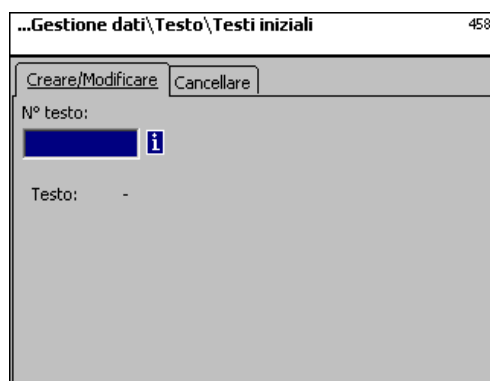 ...Gestione dati\Testo\Testi iniziali 458
Creare/Modificare Cancellare
N° testo:
i
Testo: -